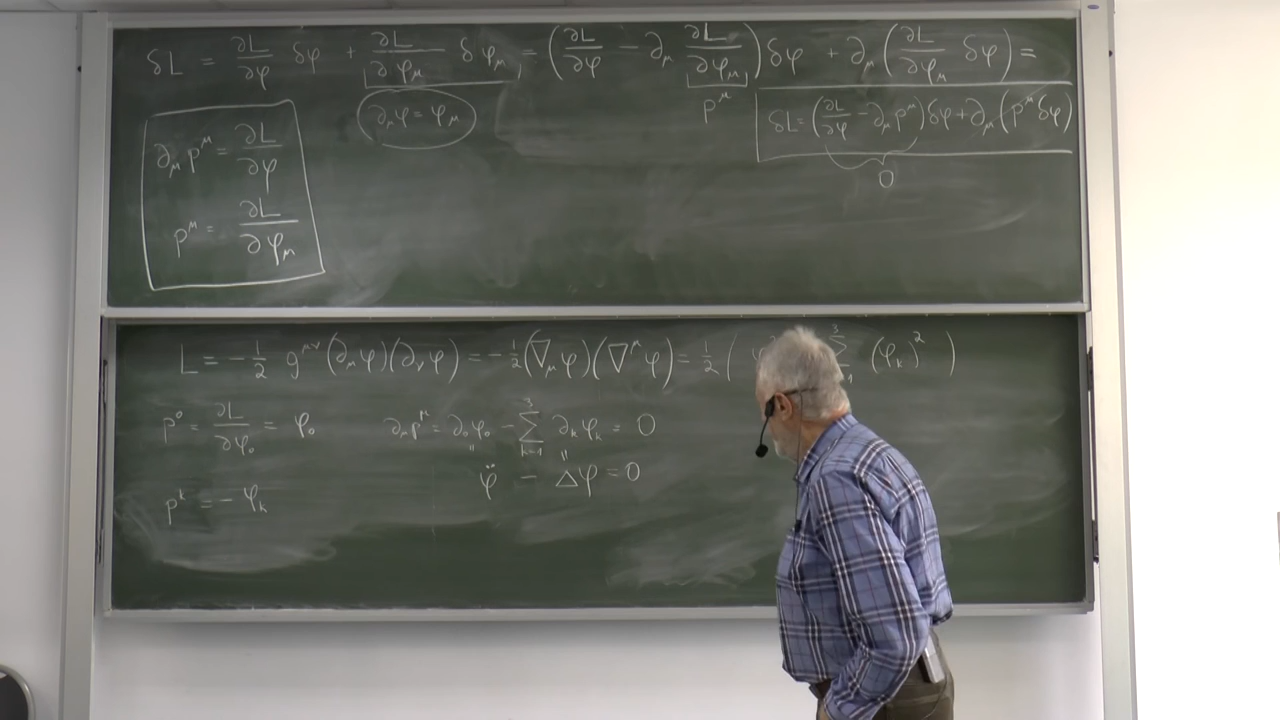 δL = ∂L/∂φ δφ + ∂L/∂φ_μ δφ_μ = (∂L/∂φ − ∂_μ ∂L/∂φ_μ) δφ + ∂_μ (∂L/∂φ_μ δφ) =
∂_μ φ = φ_μ
p^μ
δL = (∂L/∂φ − ∂_μ p^μ) δφ + ∂_μ (p^μ δφ)
0
∂_μ p^μ = ∂L/∂φ
p^μ = ∂L/∂φ_μ
L = −1/2 g^{μν} (∂_μ φ)(∂_ν φ) = −1/2 (∇_μ φ)(∇^μ φ) = 1/2 ( Σ^3 (φ_k)^2 )
p^0 = ∂L/∂φ_0 = φ_0
∂_μ p^μ = ∂_0 φ_0 − Σ_{k=1}^3 ∂_k φ_k = 0
φ̈ − Δφ = 0
p^k = − φ_k